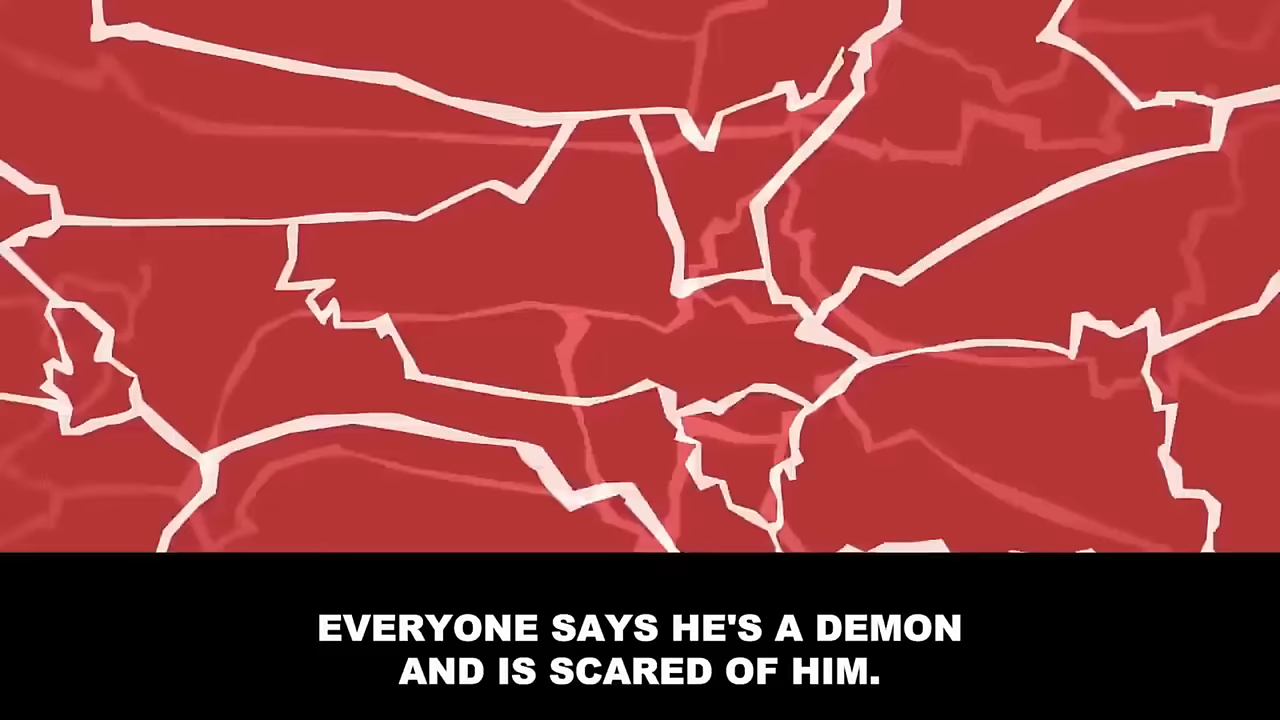 EVERYONE SAYS HE'S A DEMON
AND IS SCARED OF HIM.